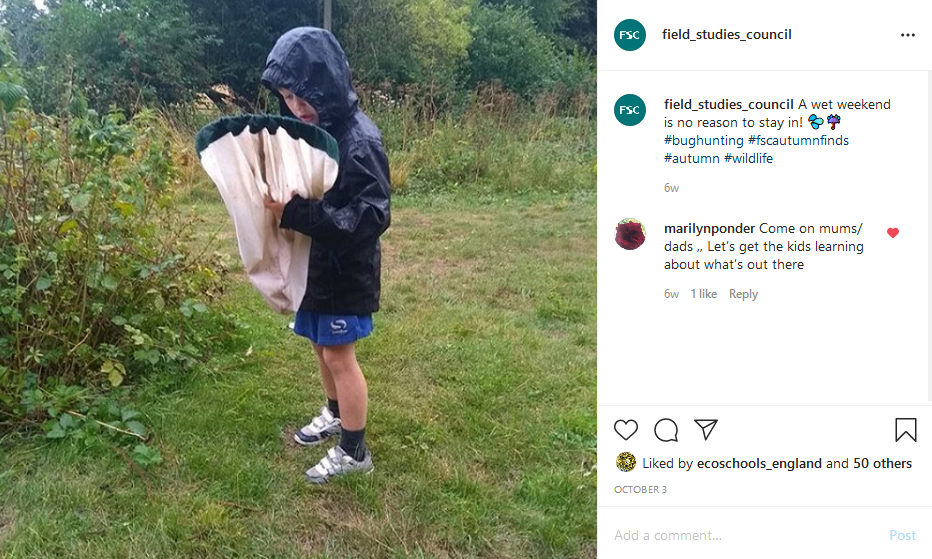 FSC field_studies_council
FSC field_studies_council A wet weekend
is no reason to stay in!
#bughunting #fscautumnfinds
#autumn #wildlife
6w
marilynponder Come on mums/
dads ,, Let's get the kids learning
about what's out there
6w 1 like Reply
Liked by ecoschools_england and 50 others
OCTOBER 3
Add a comment... Post